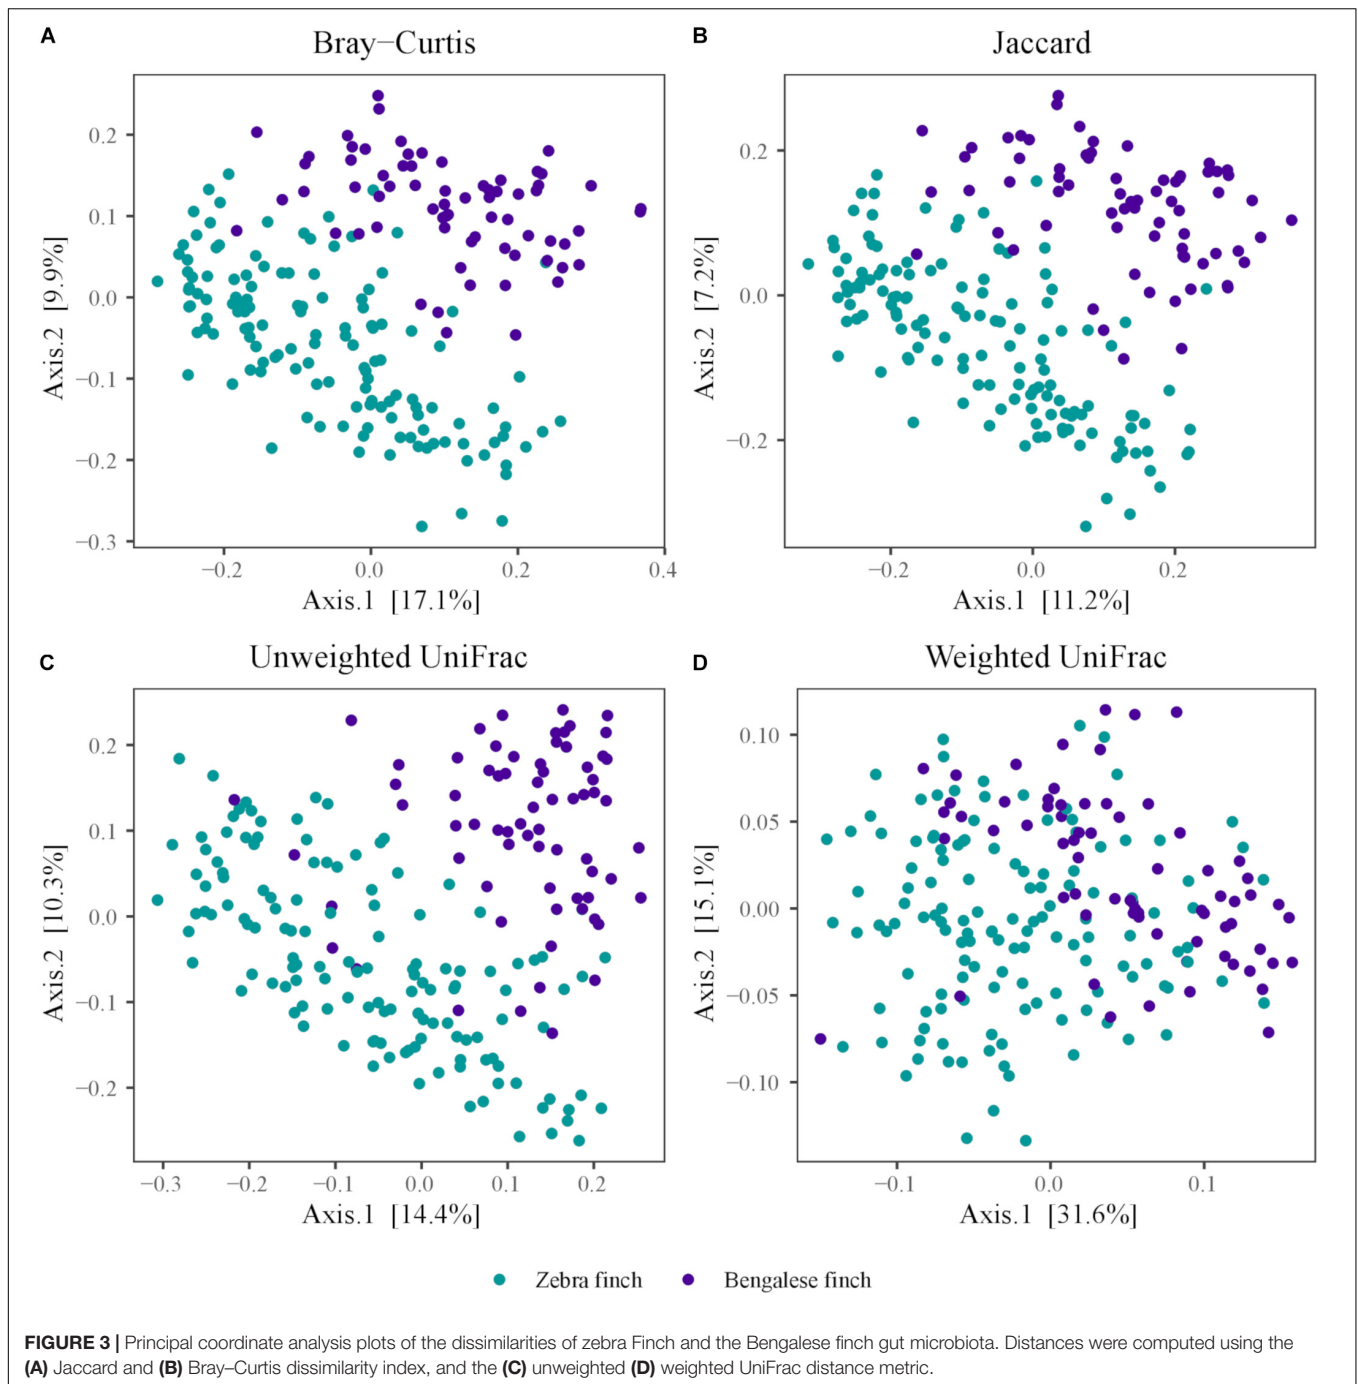 A
Bray−Curtis
0.2
0.1
0.0
−0.1
−0.2
−0.3
Axis.2 [9.9%]
−0.2 0.0 0.2 0.4
Axis.1 [17.1%]
B
Jaccard
0.2
0.0
−0.2
Axis.2 [7.2%]
−0.2 0.0 0.2
Axis.1 [11.2%]
C
Unweighted UniFrac
0.2
0.1
0.0
−0.1
−0.2
Axis.2 [10.3%]
−0.3 −0.2 −0.1 0.0 0.1 0.2
Axis.1 [14.4%]
D
Weighted UniFrac
0.10
0.05
0.00
−0.05
−0.10
Axis.2 [15.1%]
−0.1 0.0 0.1
Axis.1 [31.6%]
Zebra finch Bengalese finch
FIGURE 3 | Principal coordinate analysis plots of the dissimilarities of zebra Finch and the Bengalese finch gut microbiota. Distances were computed using the
(A) Jaccard and (B) Bray–Curtis dissimilarity index, and the (C) unweighted (D) weighted UniFrac distance metric.